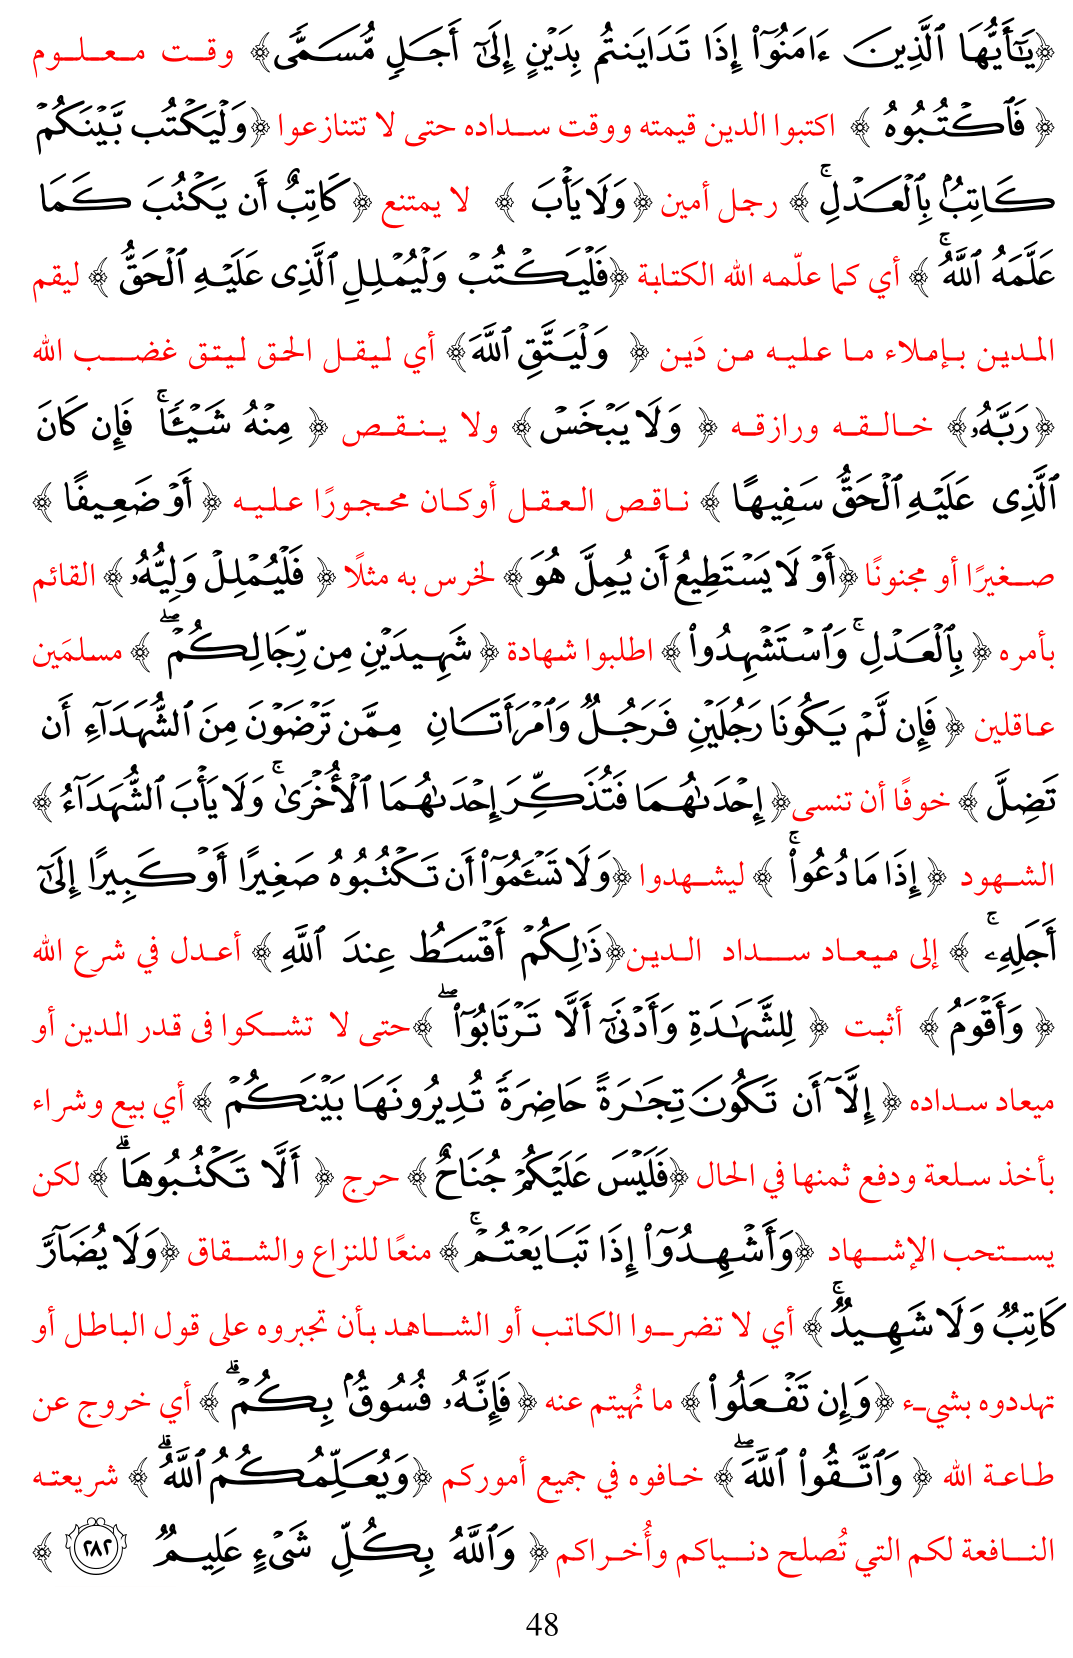 ﴿يَٰٓأَيُّهَا ٱلَّذِينَ ءَامَنُوٓا۟ إِذَا تَدَايَنتُم بِدَيْنٍ إِلَىٰٓ أَجَلٍ مُّسَمًّى﴾ وقت معلوم
﴿ فَٱكْتُبُوهُ ﴾ اكتبوا الدين قيمته ووقت سداده حتى لا تتنازعوا ﴿وَلْيَكْتُب بَّيْنَكُمْ
كَاتِبٌۢ بِٱلْعَدْلِ ۚ ﴾ رجل أمين ﴿وَلَا يَأْبَ ﴾ لا يمتنع ﴿كَاتِبٌ أَن يَكْتُبَ كَمَا
عَلَّمَهُ ٱللَّهُ ۚ ﴾ أي كما علّمه الله الكتابة ﴿فَلْيَكْتُبْ وَلْيُمْلِلِ ٱلَّذِى عَلَيْهِ ٱلْحَقُّ ﴾ ليقم
المدين بإملاء ما عليه من دَين ﴿ وَلْيَتَّقِ ٱللَّهَ﴾ أي ليقل الحق ليتق غضب الله
﴿رَبَّهُۥ﴾ خالقه ورازقه ﴿ وَلَا يَبْخَسْ﴾ ولا ينقص ﴿ مِنْهُ شَيْـًٔا ۚ فَإِن كَانَ
ٱلَّذِى عَلَيْهِ ٱلْحَقُّ سَفِيهًا ﴾ ناقص العقل أوكان محجورًا عليه ﴿ أَوْ ضَعِيفًا ﴾
صغيرًا أو مجنونًا ﴿أَوْ لَا يَسْتَطِيعُ أَن يُمِلَّ هُوَ ﴾ لخرس به مثلًا ﴿ فَلْيُمْلِلْ وَلِيُّهُۥ ﴾ القائم
بأمره ﴿ بِٱلْعَدْلِ ۚ وَٱسْتَشْهِدُوا۟ ﴾ اطلبوا شهادة ﴿ شَهِيدَيْنِ مِن رِّجَالِكُمْ ۖ ﴾ مسلمَين
عاقلين ﴿ فَإِن لَّمْ يَكُونَا رَجُلَيْنِ فَرَجُلٌ وَٱمْرَأَتَانِ مِمَّن تَرْضَوْنَ مِنَ ٱلشُّهَدَآءِ أَن
تَضِلَّ ﴾ خوفًا أن تنسى﴿ إِحْدَىٰهُمَا فَتُذَكِّرَ إِحْدَىٰهُمَا ٱلْأُخْرَىٰ ۚ وَلَا يَأْبَ ٱلشُّهَدَآءُ ﴾
الشهود ﴿ إِذَا مَا دُعُوا۟ ۚ ﴾ ليشهدوا ﴿وَلَا تَسْـَٔمُوٓا۟ أَن تَكْتُبُوهُ صَغِيرًا أَوْ كَبِيرًا إِلَىٰٓ
أَجَلِهِۦ ۚ ﴾ إلى ميعاد سداد الدين﴿ذَٰلِكُمْ أَقْسَطُ عِندَ ٱللَّهِ ﴾ أعدل في شرع الله
﴿ وَأَقْوَمُ ﴾ أثبت ﴿ لِلشَّهَٰدَةِ وَأَدْنَىٰٓ أَلَّا تَرْتَابُوٓا۟ ۖ ﴾حتى لا تشكوا فى قدر المدين أو
ميعاد سداده ﴿ إِلَّآ أَن تَكُونَ تِجَٰرَةً حَاضِرَةً تُدِيرُونَهَا بَيْنَكُمْ ﴾ أي بيع وشراء
بأخذ سلعة ودفع ثمنها في الحال ﴿فَلَيْسَ عَلَيْكُمْ جُنَاحٌ ﴾ حرج ﴿ أَلَّا تَكْتُبُوهَا ۗ ﴾ لكن
يستحب الإشهاد ﴿وَأَشْهِدُوٓا۟ إِذَا تَبَايَعْتُمْ ۚ ﴾ منعًا للنزاع والشقاق ﴿وَلَا يُضَآرَّ
كَاتِبٌ وَلَا شَهِيدٌ ۚ ﴾ أي لا تضروا الكاتب أو الشاهد بأن تجبروه على قول الباطل أو
تهددوه بشيء ﴿وَإِن تَفْعَلُوا۟ ﴾ ما نُهيتم عنه ﴿ فَإِنَّهُۥ فُسُوقٌۢ بِكُمْ ۗ ﴾ أي خروج عن
طاعة الله ﴿ وَٱتَّقُوا۟ ٱللَّهَ ۖ ﴾ خافوه في جميع أموركم ﴿وَيُعَلِّمُكُمُ ٱللَّهُ ۗ ﴾ شريعته
النافعة لكم التي تُصلح دنياكم وأُخراكم ﴿ وَٱللَّهُ بِكُلِّ شَىْءٍ عَلِيمٌ ٢٨٢ ﴾
48